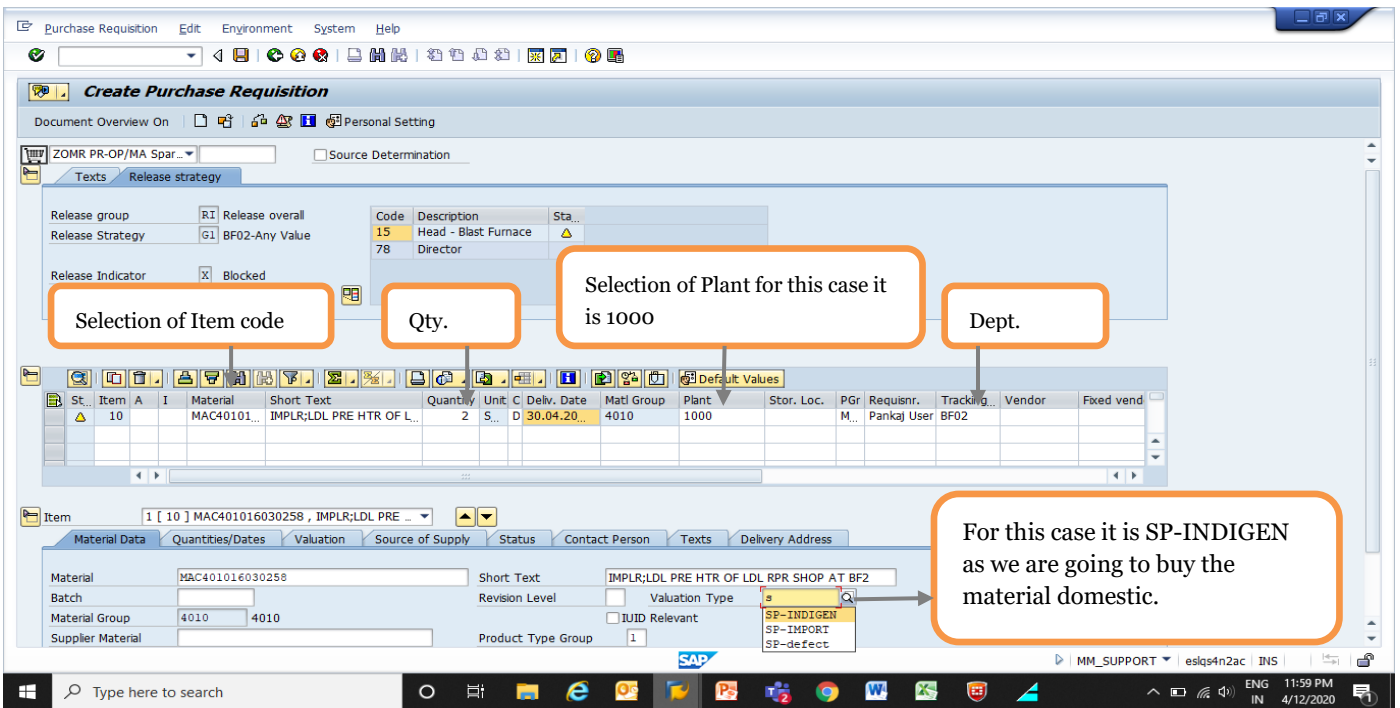 Purchase Requisition Edit Environment System Help
Create Purchase Requisition
Document Overview On Personal Setting
ZOMR PR-OP/MA Spar... Source Determination
Texts Release strategy
Release group RI Release overall Code Description Sta...
Release Strategy G1 BF02-Any Value 15 Head - Blast Furnace
78 Director
Release Indicator X Blocked
Selection of Item code
Qty.
Selection of Plant for this case it
is 1000
Dept.
Default Values
St... Item A I Material Short Text Quantity Unit C Deliv. Date Matl Group Plant Stor. Loc. PGr Requisnr. Tracking... Vendor Fixed vend
10 MAC40101... IMPLR;LDL PRE HTR OF L... 2 S... D 30.04.20... 4010 1000 M... Pankaj User BF02
Item 1 [ 10 ] MAC401016030258 , IMPLR;LDL PRE ...
Material Data Quantities/Dates Valuation Source of Supply Status Contact Person Texts Delivery Address
Material MAC401016030258 Short Text IMPLR;LDL PRE HTR OF LDL RPR SHOP AT BF2
Batch Revision Level Valuation Type s
Material Group 4010 4010 IUID Relevant SP-INDIGEN
SP-IMPORT
Supplier Material Product Type Group 1 SP-defect
For this case it is SP-INDIGEN
as we are going to buy the
material domestic.
SAP MM_SUPPORT eslqs4n2ac INS
Type here to search ENG 11:59 PM
IN 4/12/2020